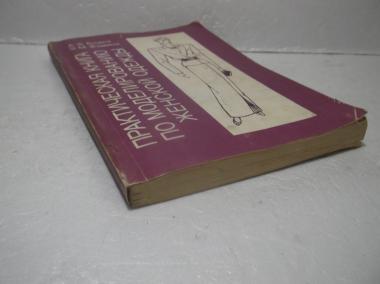 ПРАКТИЧЕСКАЯ КНИГА
ПО МОДЕЛИРОВАНИЮ
ЖЕНСКОЙ ОДЕЖДЫ